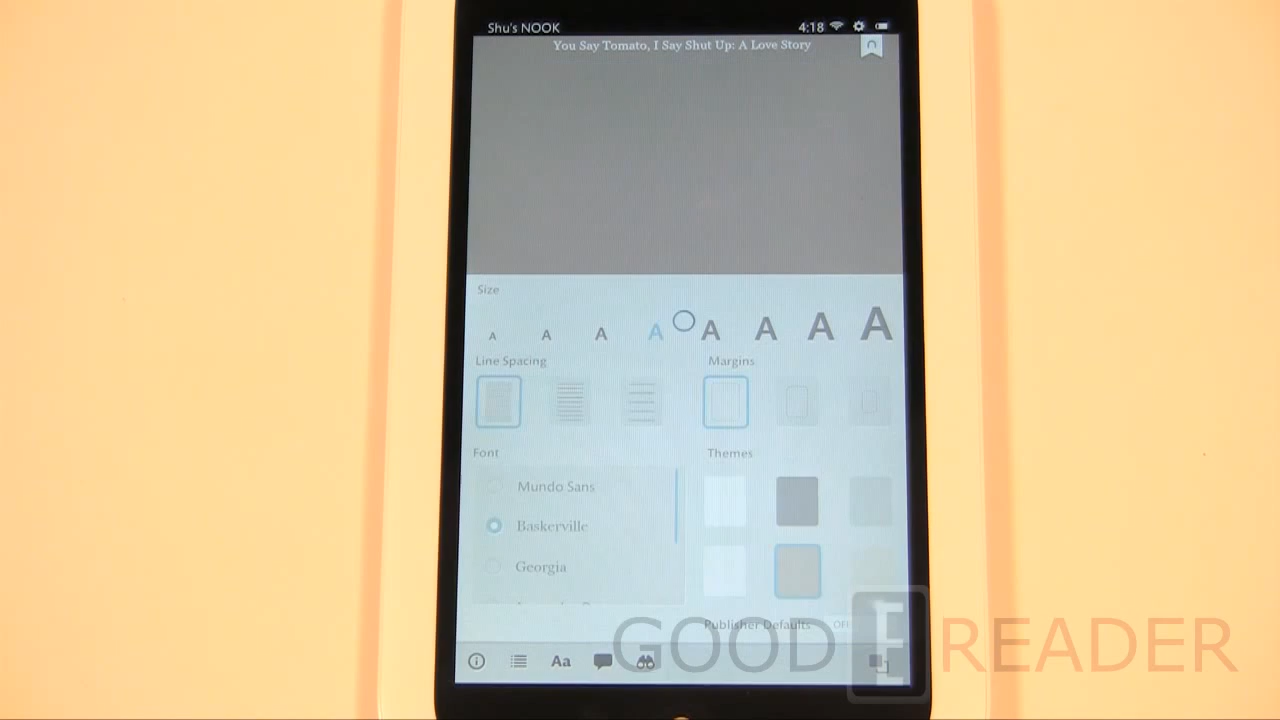 Shu's NOOK 4:18
You Say Tomato, I Say Shut Up: A Love Story
Size
A A A A A A A A
Line Spacing Margins
Font Themes
Mundo Sans
Baskerville
Georgia
Publisher Defaults OFF
Aa
GOOD E READER